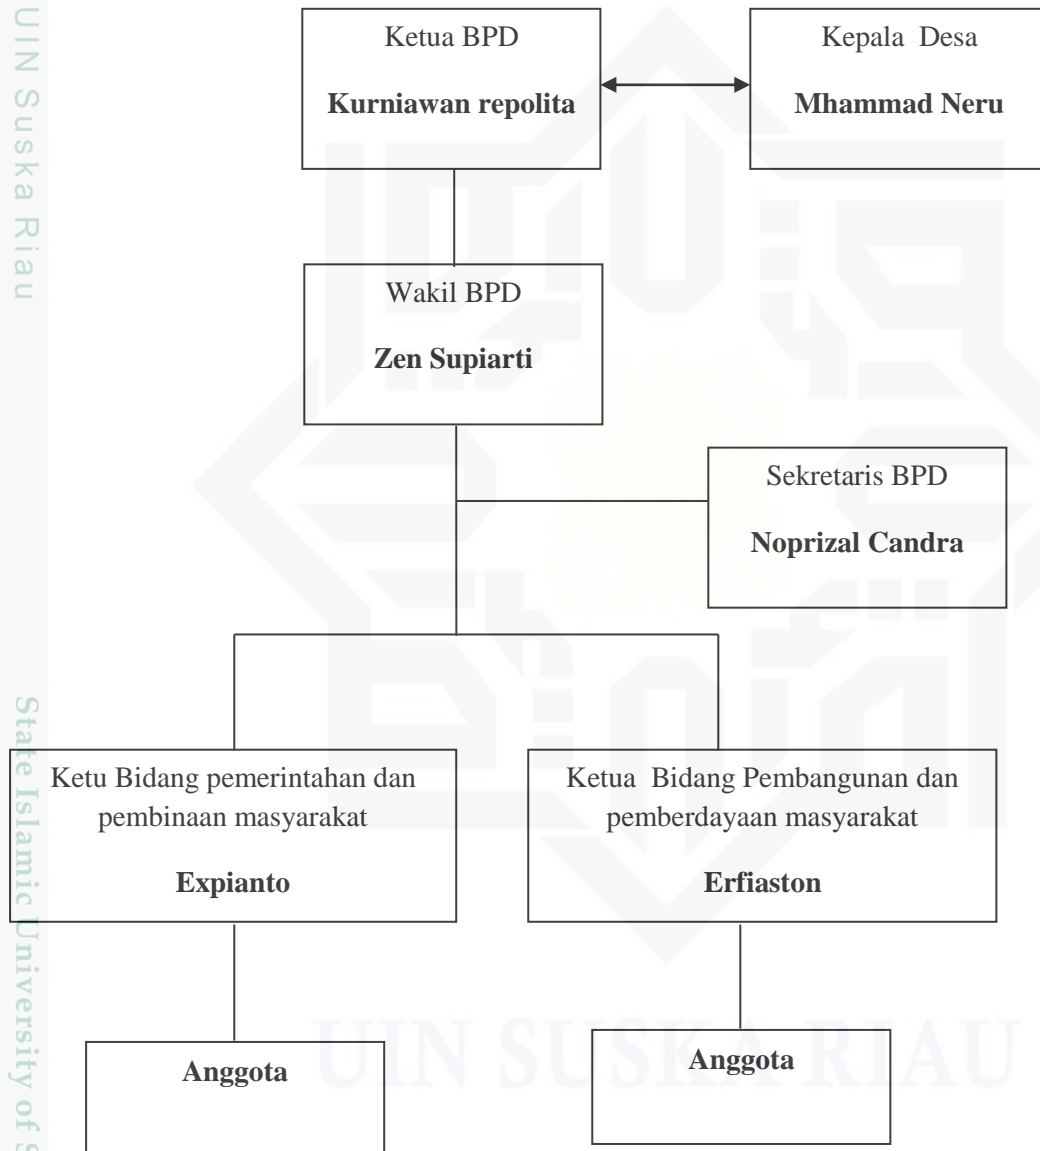 UIN Suska Riau
Ketua BPD
Kurniawan repolita
Kepala Desa
Mhammad Neru
Wakil BPD
Zen Supiarti
Sekretaris BPD
Noprizal Candra
Ketu Bidang pemerintahan dan
pembinaan masyarakat
Expianto
Ketua Bidang Pembangunan dan
pemberdayaan masyarakat
Erfiaston
Anggota
Anggota
UIN SUSKA RIAU
State Islamic University of